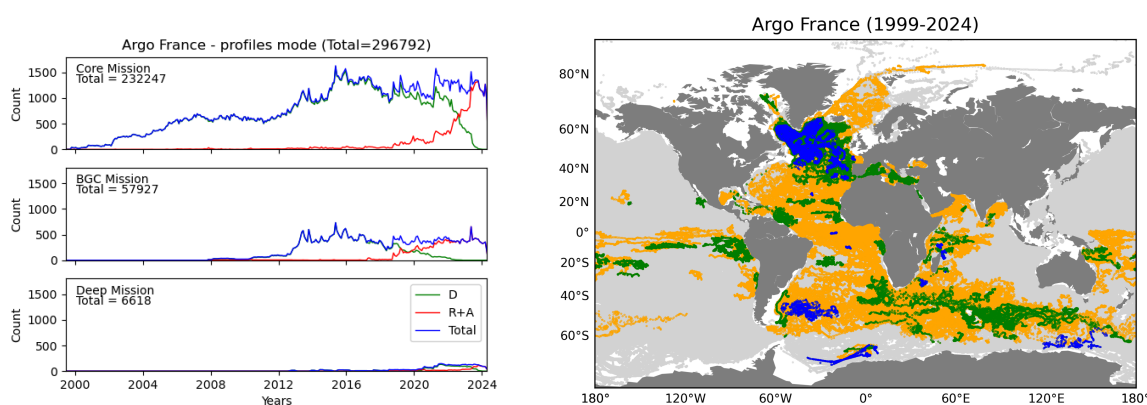 Argo France - profiles mode (Total=296792)
Core Mission
Total = 232247
1500
1000
500
0
Count
BGC Mission
Total = 57927
1500
1000
500
0
Count
Deep Mission
Total = 6618
1500
1000
500
0
Count
D
R+A
Total
2000 2004 2008 2012 2016 2020 2024
Years
Argo France (1999-2024)
80°N
60°N
40°N
20°N
0°
20°S
40°S
60°S
180° 120°W 60°W 0° 60°E 120°E 180°